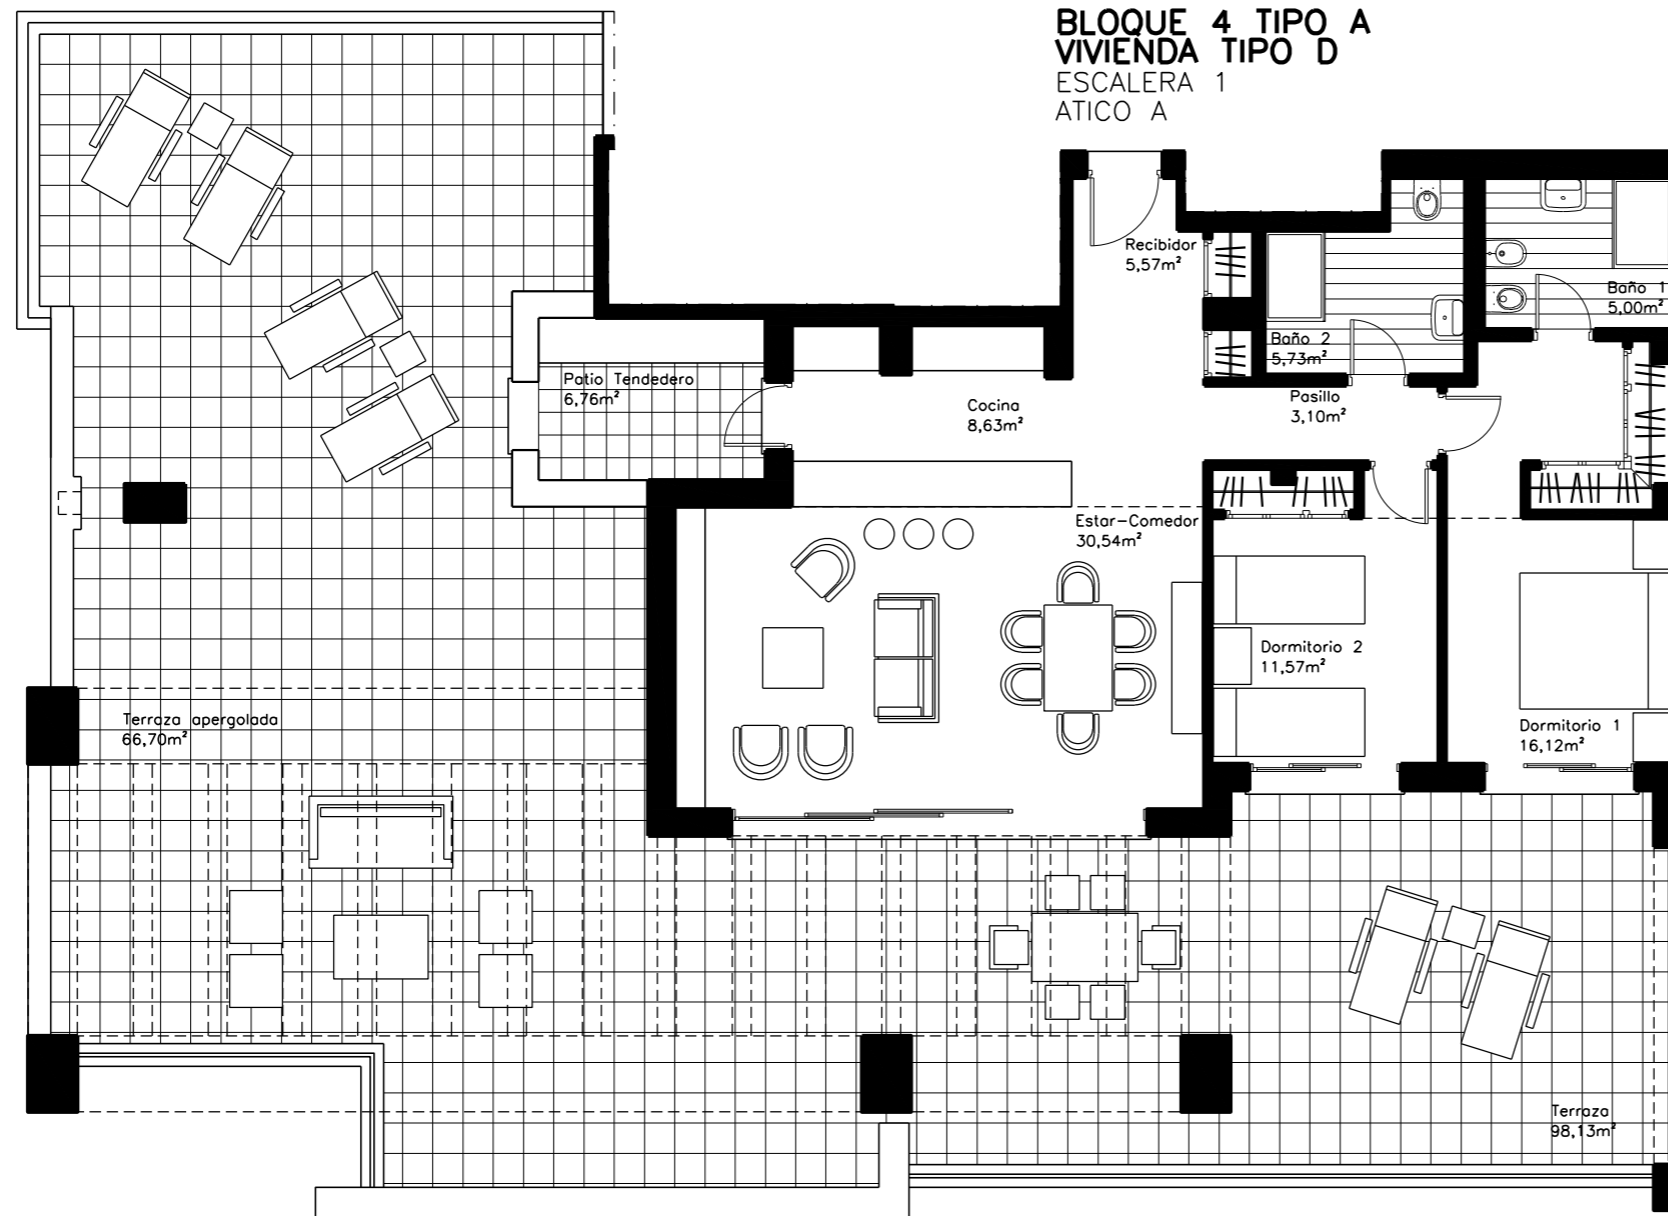 BLOQUE 4 TIPO A
VIVIENDA TIPO D
ESCALERA 1
ATICO A
Recibidor
5,57m²
Baño 1
5,00m²
Baño 2
5,73m²
Patio Tendedero
6,76m²
Cocina
8,63m²
Pasillo
3,10m²
Estar-Comedor
30,54m²
Dormitorio 2
11,57m²
Dormitorio 1
16,12m²
Terraza apergolada
66,70m²
Terraza
98,13m²